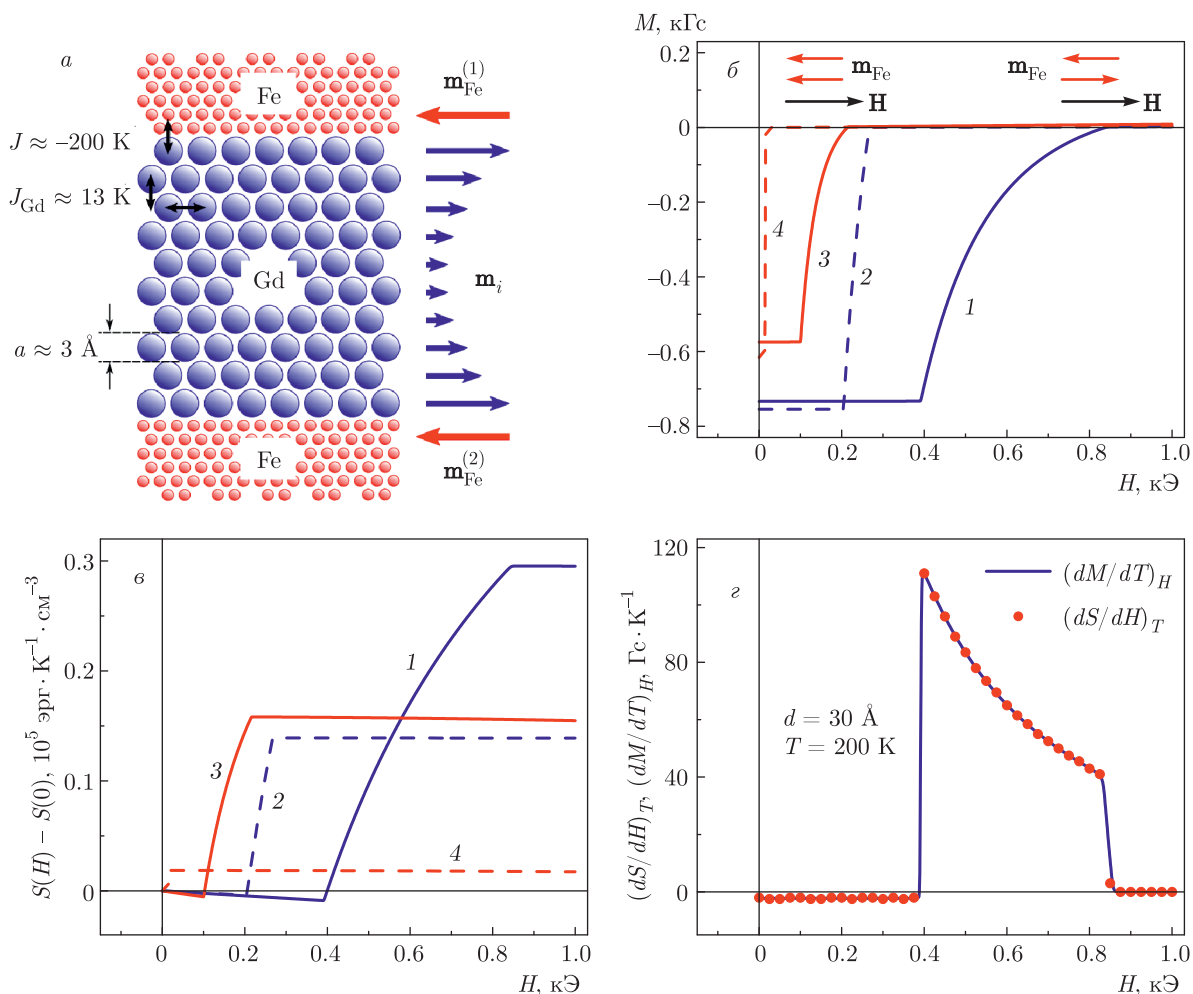 а
Fe
m_Fe^(1)
J ≈ –200 K
J_Gd ≈ 13 K
Gd
m_i
a ≈ 3 Å
Fe
m_Fe^(2)
M, кГс
б
m_Fe
H
m_Fe
H
0.2
0
–0.2
–0.4
–0.6
–0.8
4
3
2
1
0
0.2
0.4
0.6
0.8
1.0
H, кЭ
S(H) – S(0), 10^5 эрг · К^–1 · см^–3
в
0.3
0.2
0.1
0
1
3
2
4
0
0.2
0.4
0.6
0.8
1.0
H, кЭ
(dS/dH)_T, (dM/dT)_H, Гс · К^–1
г
120
80
40
0
(dM/dT)_H
(dS/dH)_T
d = 30 Å
T = 200 K
0
0.2
0.4
0.6
0.8
1.0
H, кЭ